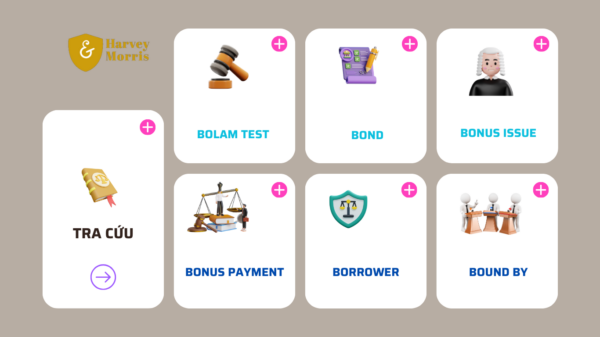 &
Harvey
Morris
BOLAM TEST
BOND
BONUS ISSUE
TRA CỨU
BONUS PAYMENT
BORROWER
BOUND BY